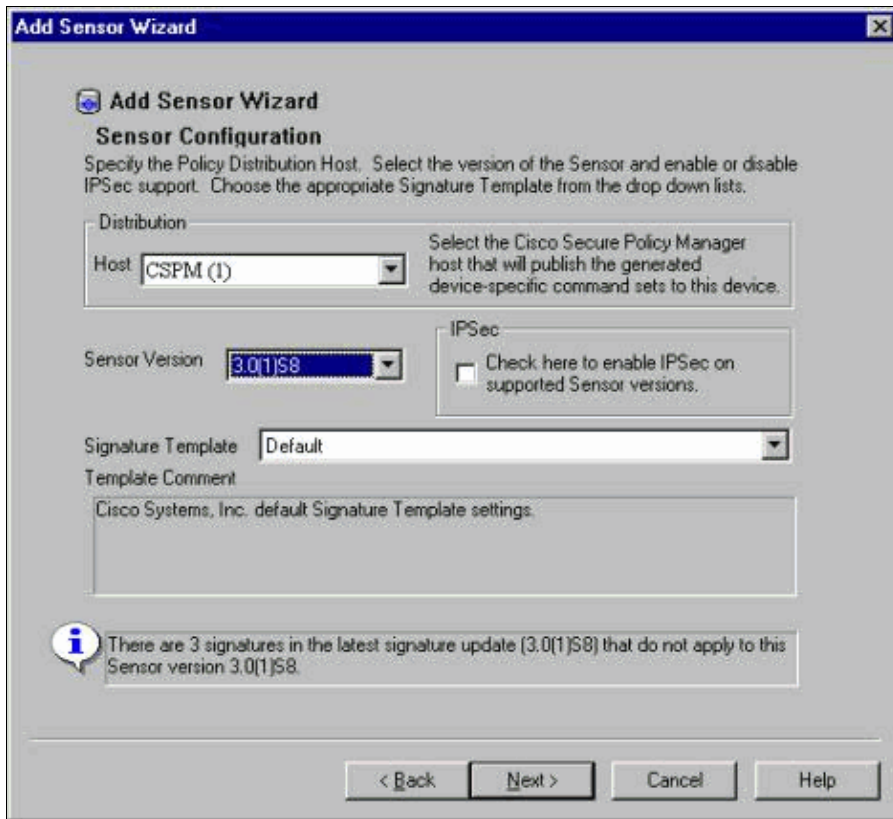 Add Sensor Wizard
Add Sensor Wizard
Sensor Configuration
Specify the Policy Distribution Host. Select the version of the Sensor and enable or disable
IPSec support. Choose the appropriate Signature Template from the drop down lists.
Distribution
Host CSPM (1)
Select the Cisco Secure Policy Manager
host that will publish the generated
device-specific command sets to this device.
Sensor Version 3.0(1)S8
IPSec
Check here to enable IPSec on
supported Sensor versions.
Signature Template Default
Template Comment
Cisco Systems, Inc. default Signature Template settings.
There are 3 signatures in the latest signature update (3.0(1)S8) that do not apply to this
Sensor version 3.0(1)S8.
< Back Next > Cancel Help